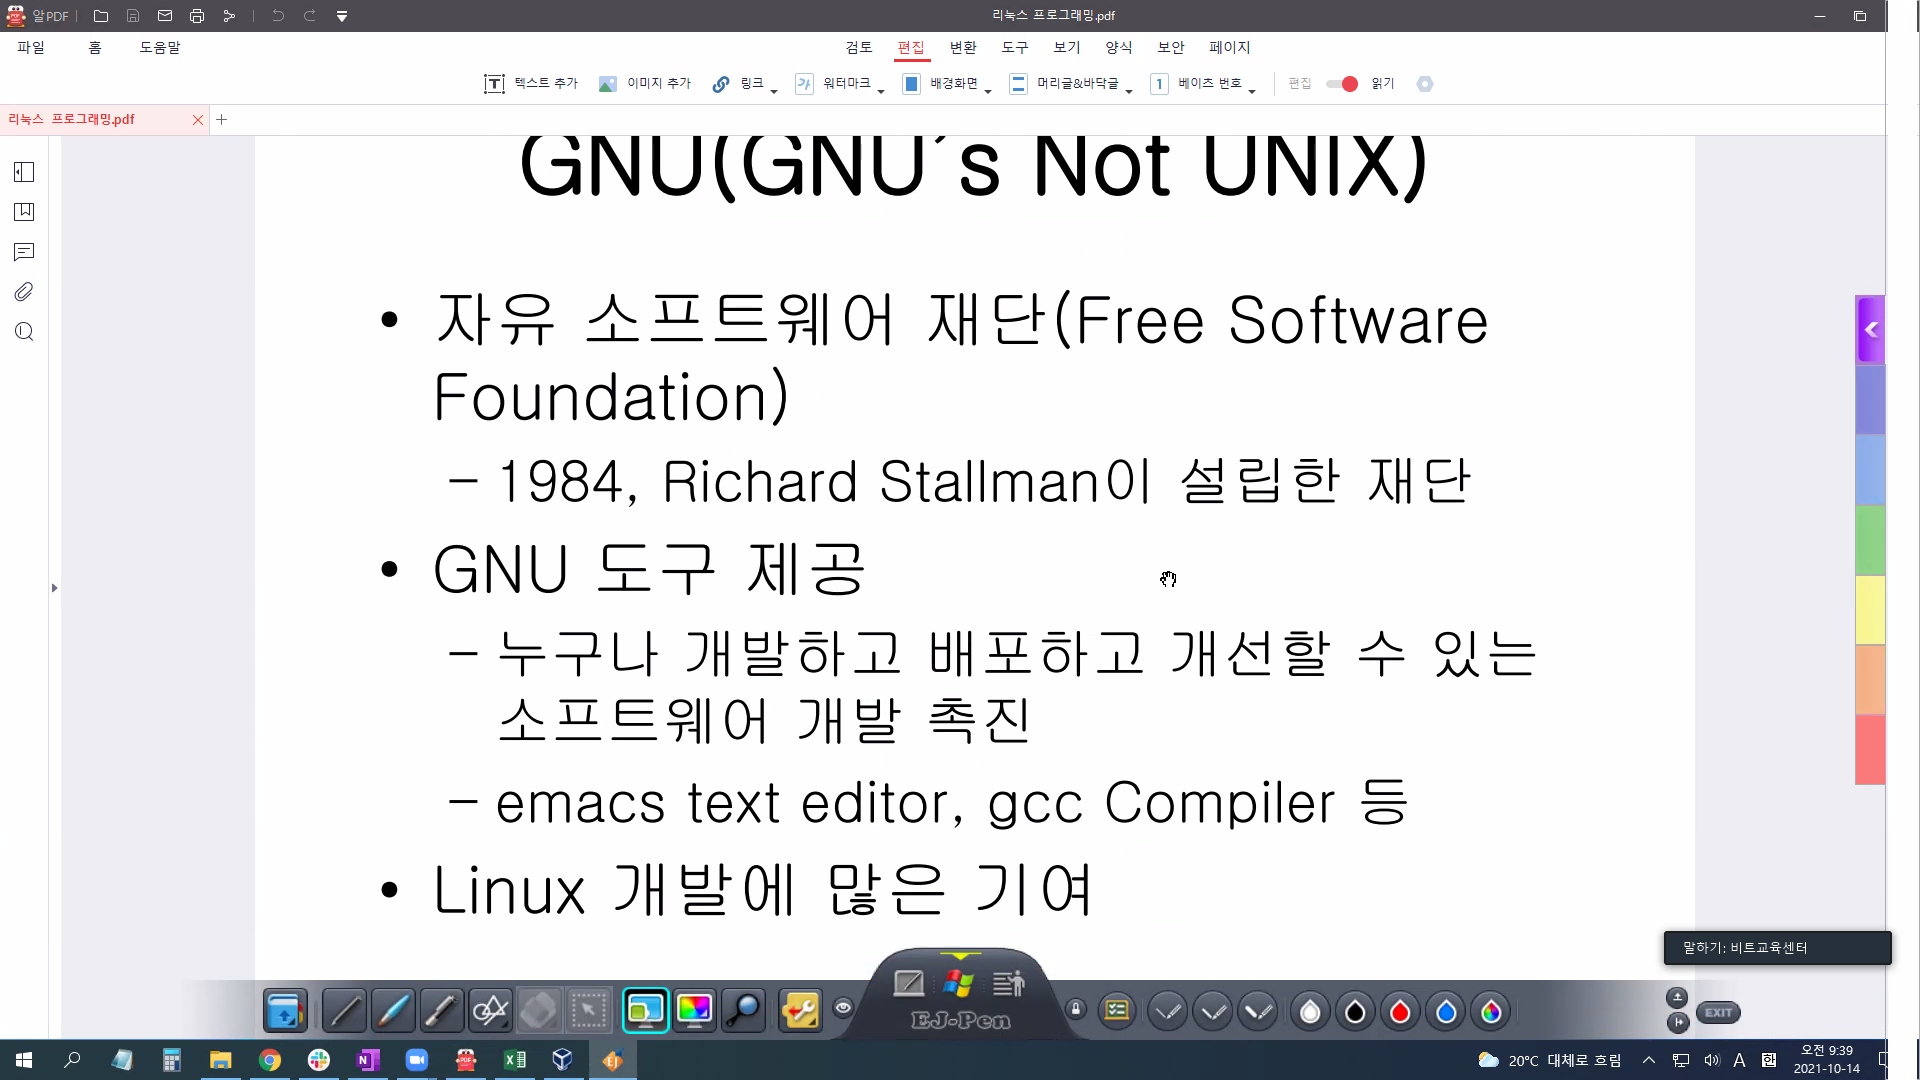 알PDF
리눅스 프로그래밍.pdf
파일 홈 도움말 검토 편집 변환 도구 보기 양식 보안 페이지
텍스트 추가 이미지 추가 링크 워터마크 배경화면 머리글&바닥글 베이츠 번호 편집 읽기
리눅스 프로그래밍.pdf
GNU(GNU's Not UNIX)
• 자유 소프트웨어 재단(Free Software
Foundation)
– 1984, Richard Stallman이 설립한 재단
• GNU 도구 제공
– 누구나 개발하고 배포하고 개선할 수 있는
소프트웨어 개발 촉진
– emacs text editor, gcc Compiler 등
• Linux 개발에 많은 기여
말하기: 비트교육센터
EJ-Pen
EXIT
20°C 대체로 흐림
A 한
오전 9:39
2021-10-14